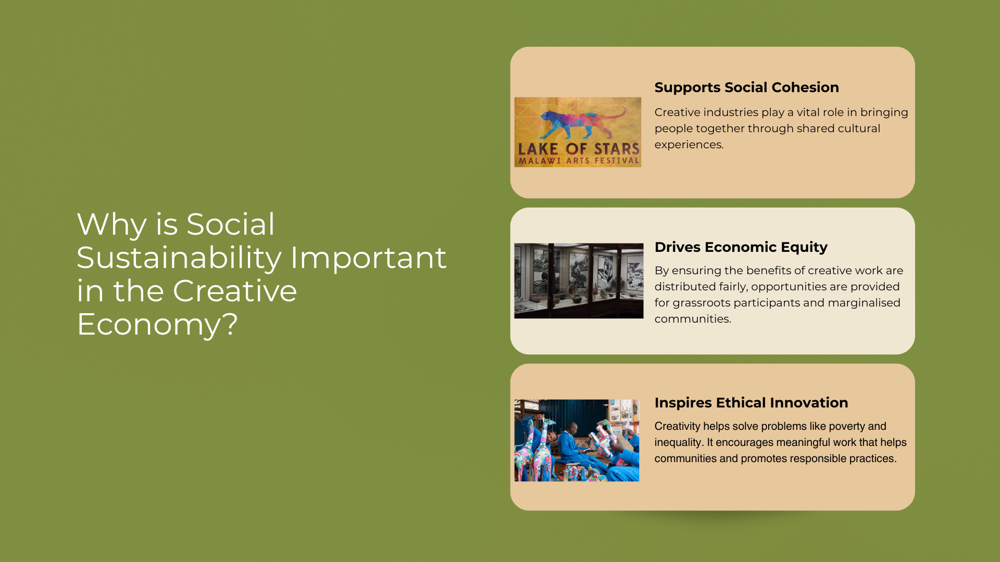 Why is Social
Sustainability Important
in the Creative
Economy?
LAKE OF STARS
MALAWI ARTS FESTIVAL
Supports Social Cohesion
Creative industries play a vital role in bringing
people together through shared cultural
experiences.
Drives Economic Equity
By ensuring the benefits of creative work are
distributed fairly, opportunities are provided
for grassroots participants and marginalised
communities.
Inspires Ethical Innovation
Creativity helps solve problems like poverty and
inequality. It encourages meaningful work that helps
communities and promotes responsible practices.